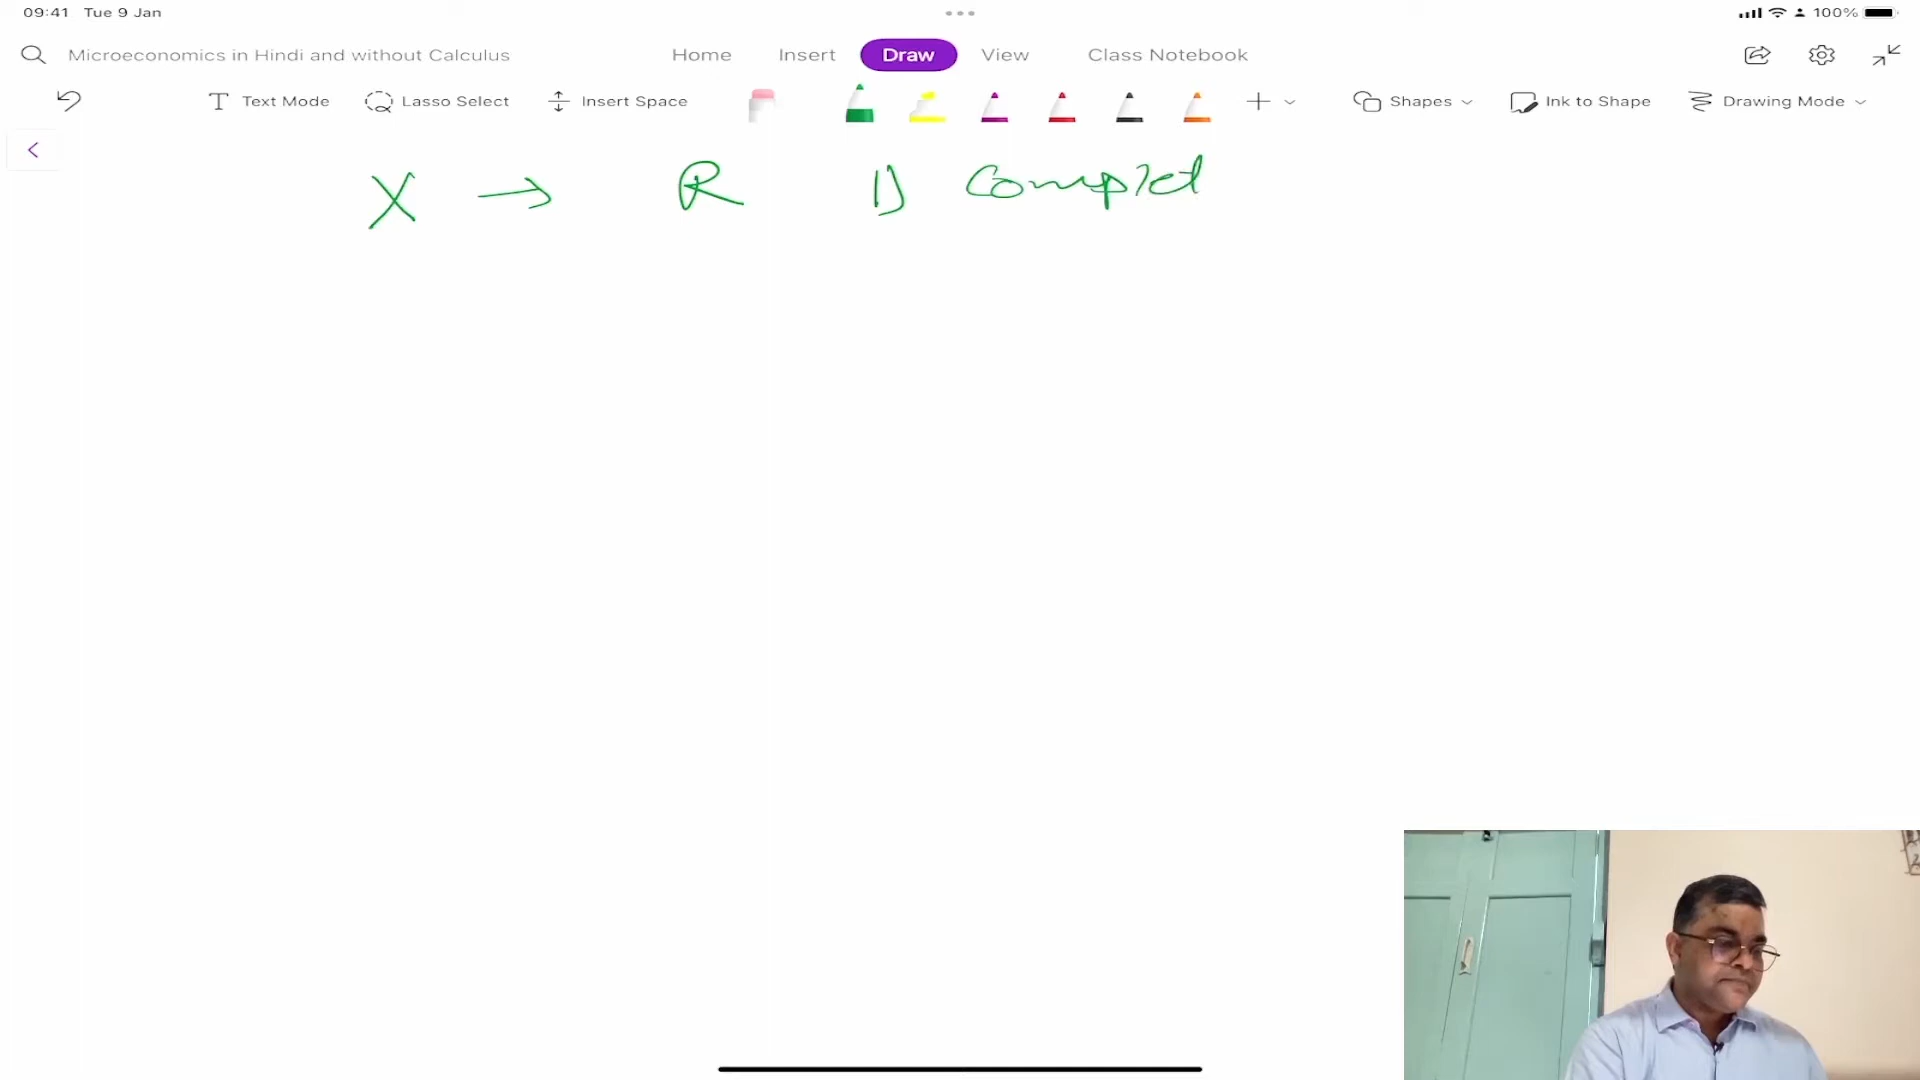 09:41 Tue 9 Jan 100%
Microeconomics in Hindi and without Calculus Home Insert Draw View Class Notebook
Text Mode Lasso Select Insert Space Shapes Ink to Shape Drawing Mode
X → R 1) Complet